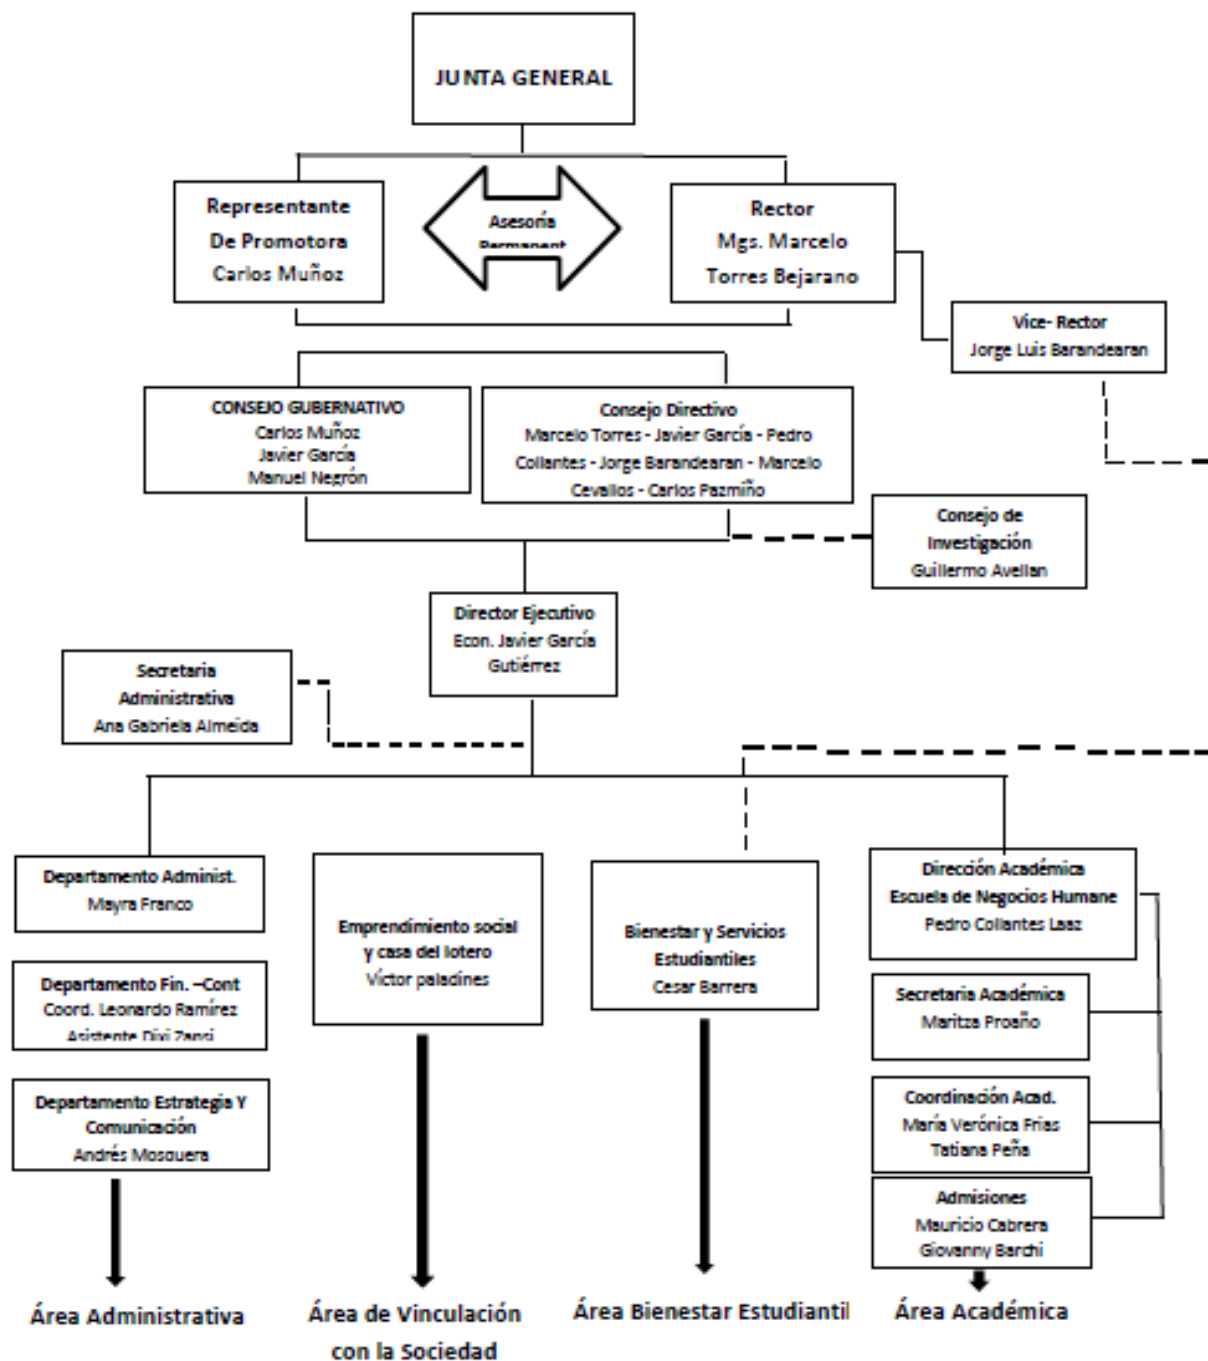 JUNTA GENERAL
Representante
De Promotora
Carlos Muñoz
Asesoría
Permanent
Rector
Mgs. Marcelo
Torres Bejarano
Vice- Rector
Jorge Luis Barandearan
CONSEJO GUBERNATIVO
Carlos Muñoz
Javier García
Manuel Negrón
Consejo Directivo
Marcelo Torres - Javier García - Pedro
Collantes - Jorge Barandearan - Marcelo
Cevallos - Carlos Pazmiño
Consejo de
Investigación
Guillermo Avellan
Director Ejecutivo
Econ. Javier García
Gutiérrez
Secretaria
Administrativa
Ana Gabriela Almeida
Departamento Administ.
Mayra Franco
Departamento Fin. –Cont
Coord. Leonardo Ramírez
Asistente Divi Zansi
Departamento Estrategia Y
Comunicación
Andrés Mosquera
Emprendimiento social
y casa del lotero
Víctor paladines
Bienestar y Servicios
Estudiantiles
Cesar Barrera
Dirección Académica
Escuela de Negocios Humane
Pedro Collantes Laaz
Secretaria Académica
Maritza Proaño
Coordinación Acad.
María Verónica Frias
Tatiana Peña
Admisiones
Mauricio Cabrera
Giovanny Barchi
Área Administrativa
Área de Vinculación
con la Sociedad
Área Bienestar Estudiantil
Área Académica